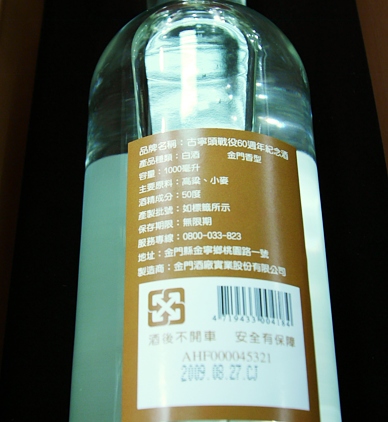 品牌名稱：古寧頭戰役60週年紀念酒
產品種類：白酒　金門香型
容量：1000毫升
主要原料：高粱、小麥
酒精成分：50度
產製批號：如標籤所示
保存期限：無限期
服務專線：0800-033-823
地址：金門縣金寧鄉桃園路一號
製造商：金門酒廠實業股份有限公司
4 719433 004184
酒後不開車　安全有保障
AHF000045321
2009.08.27.CJ